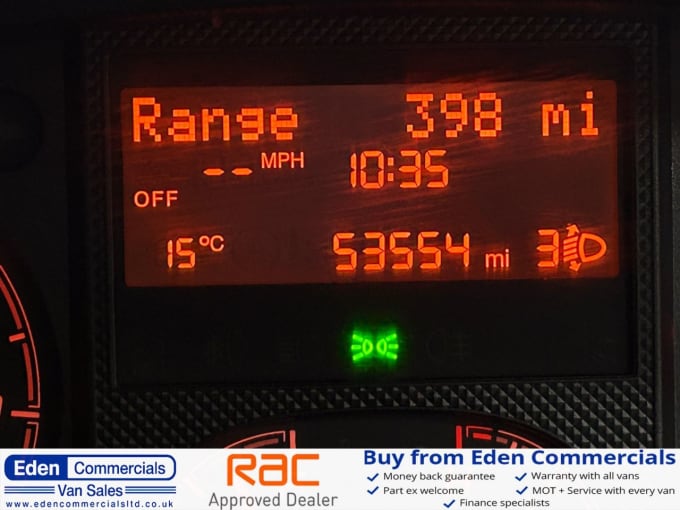 Range 398 mi
-- MPH 10:35
OFF
15°C 53554 mi 3
Eden Commercials
Van Sales
www.edencommercialsltd.co.uk
RAC
Approved Dealer
Buy from Eden Commercials
Money back guarantee Warranty with all vans
Part ex welcome MOT + Service with every van
Finance specialists